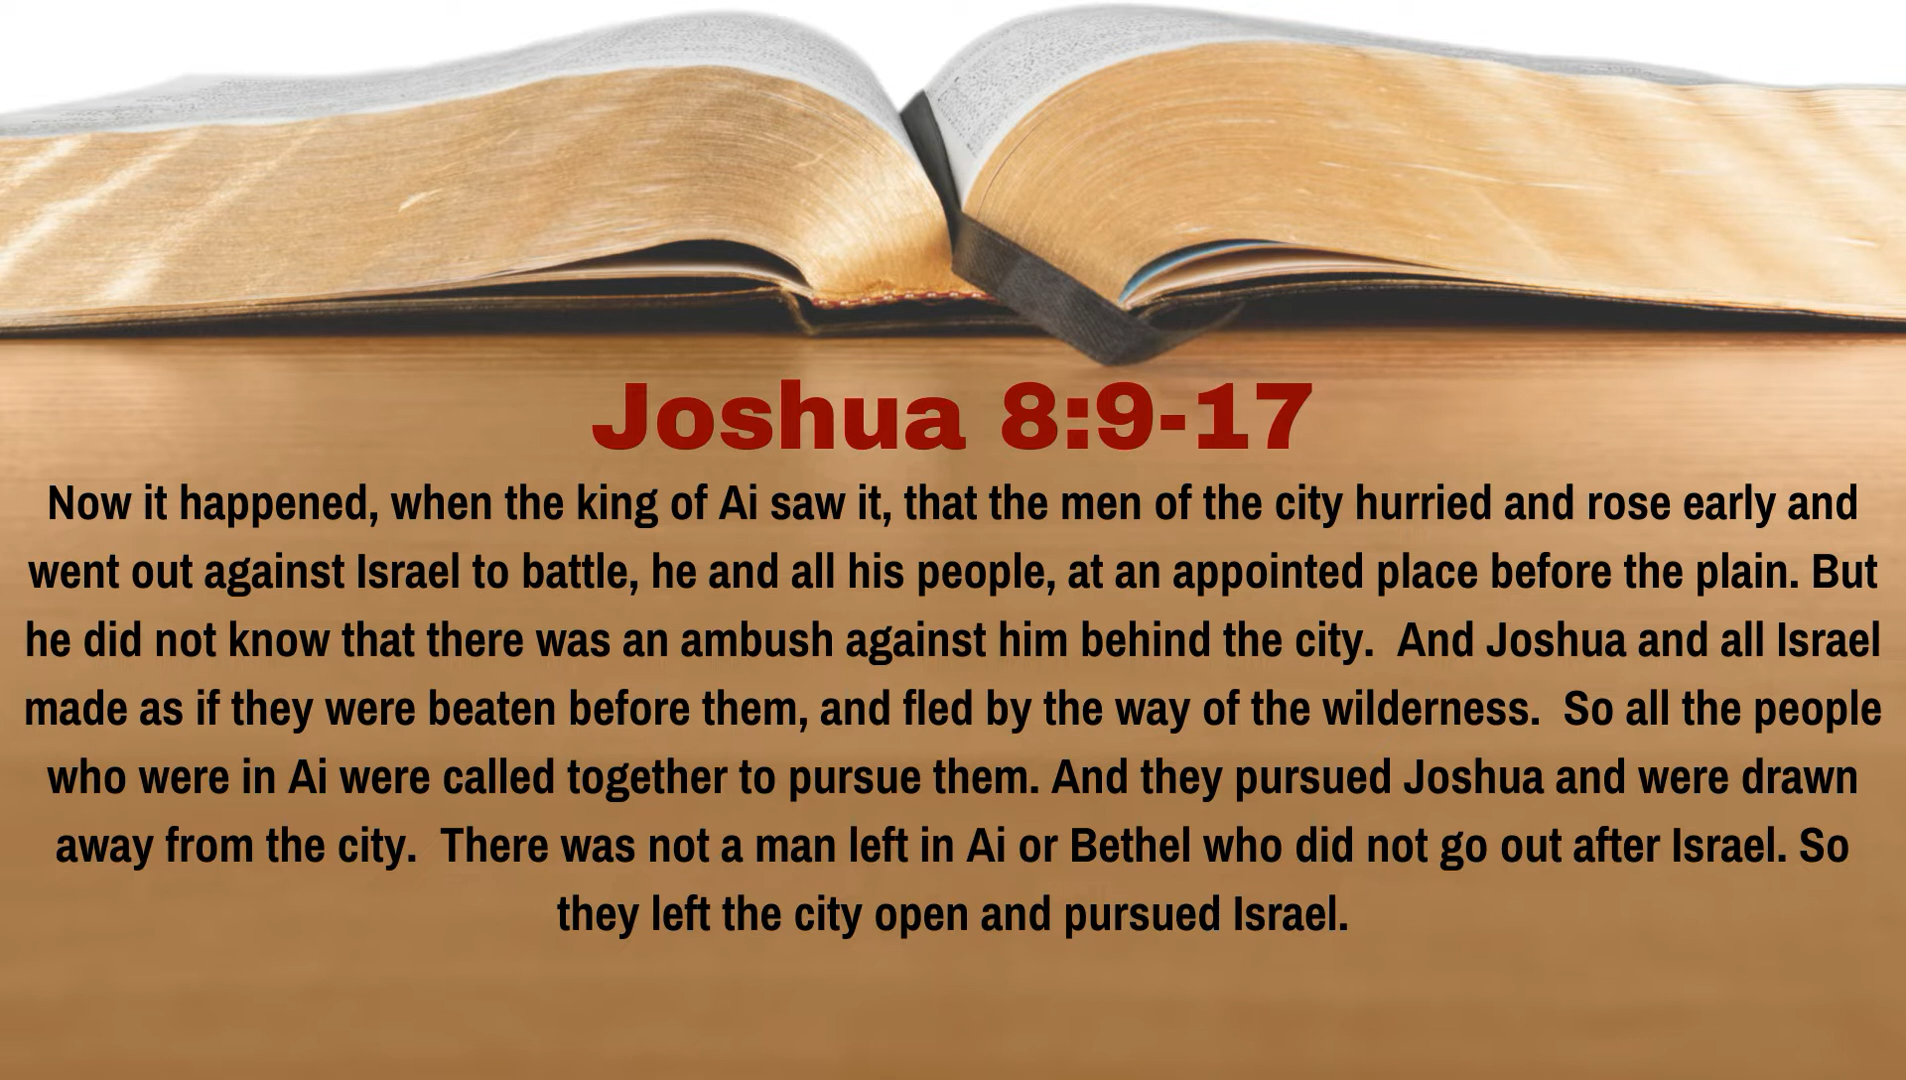 Joshua 8:9-17
Now it happened, when the king of Ai saw it, that the men of the city hurried and rose early and
went out against Israel to battle, he and all his people, at an appointed place before the plain. But
he did not know that there was an ambush against him behind the city.  And Joshua and all Israel
made as if they were beaten before them, and fled by the way of the wilderness.  So all the people
who were in Ai were called together to pursue them. And they pursued Joshua and were drawn
away from the city.  There was not a man left in Ai or Bethel who did not go out after Israel. So
they left the city open and pursued Israel.